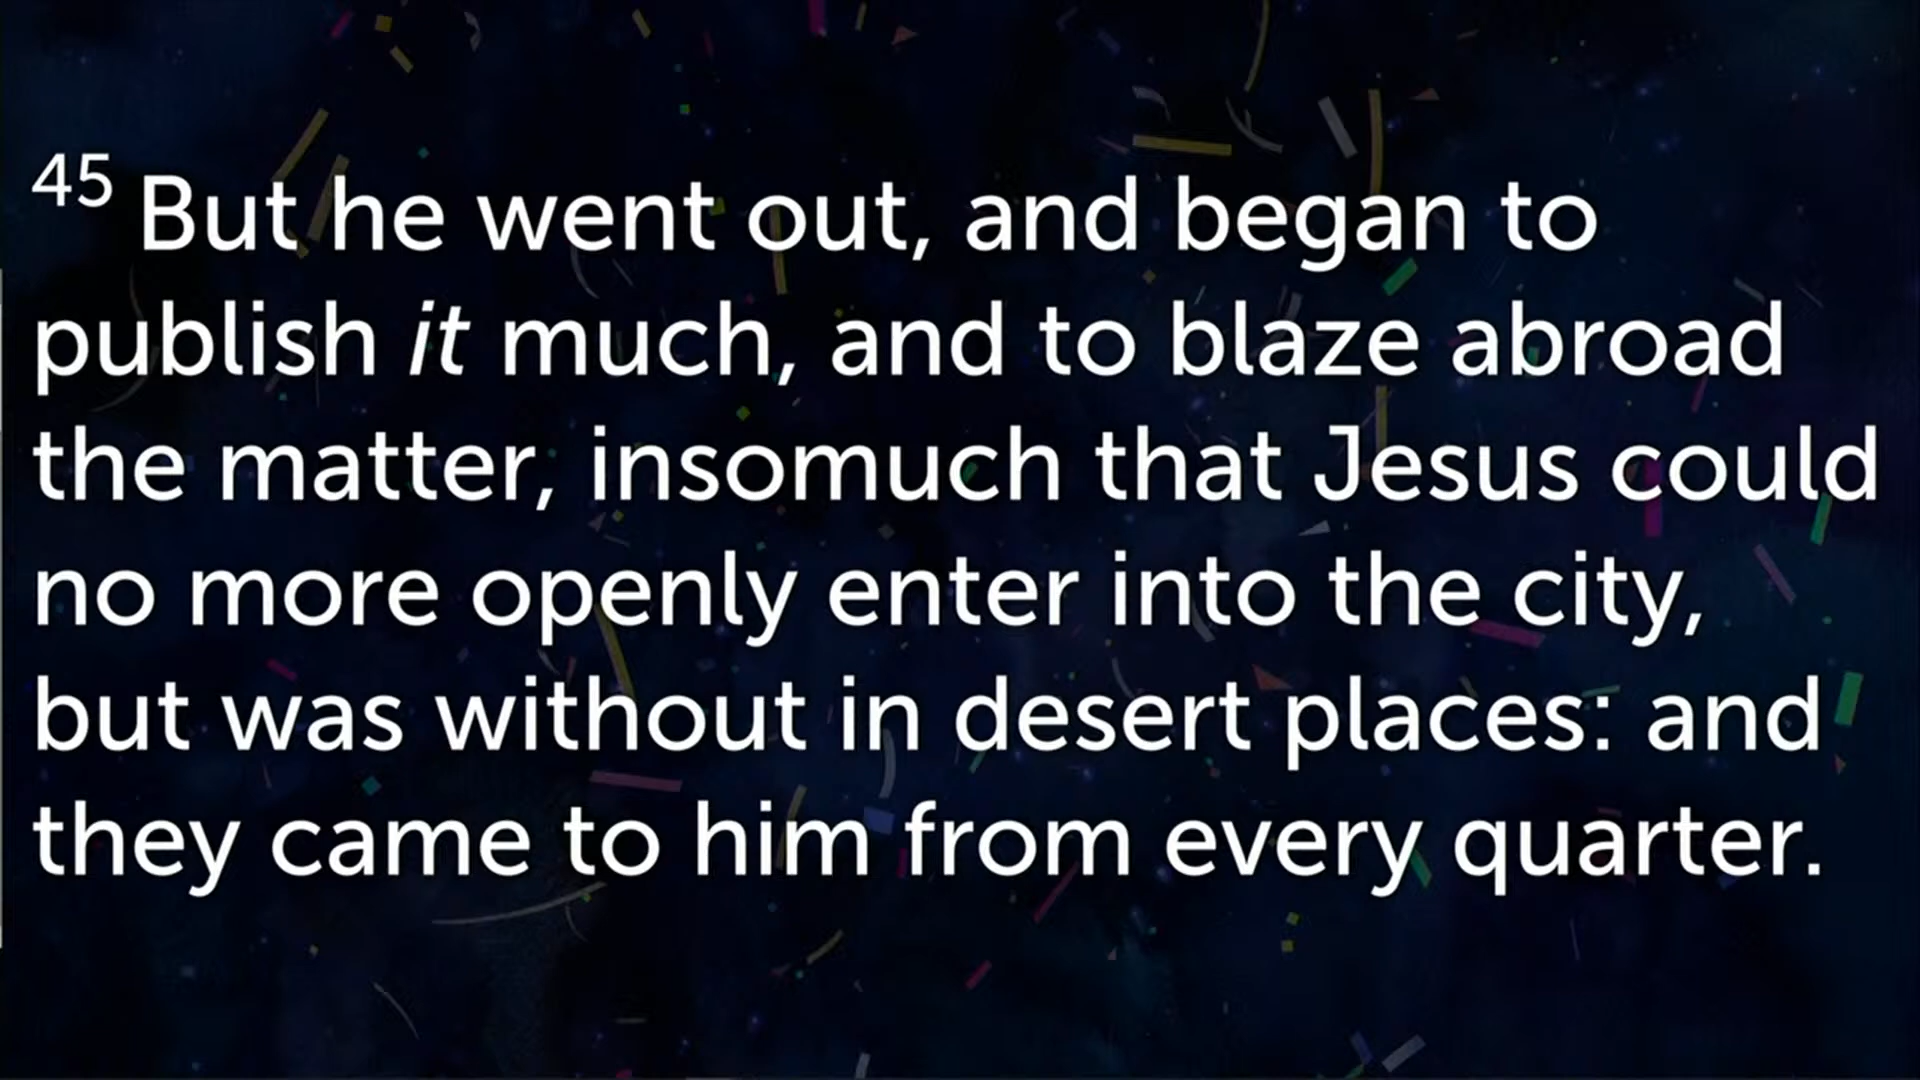 45 But he went out, and began to
publish it much, and to blaze abroad
the matter, insomuch that Jesus could
no more openly enter into the city,
but was without in desert places: and
they came to him from every quarter.